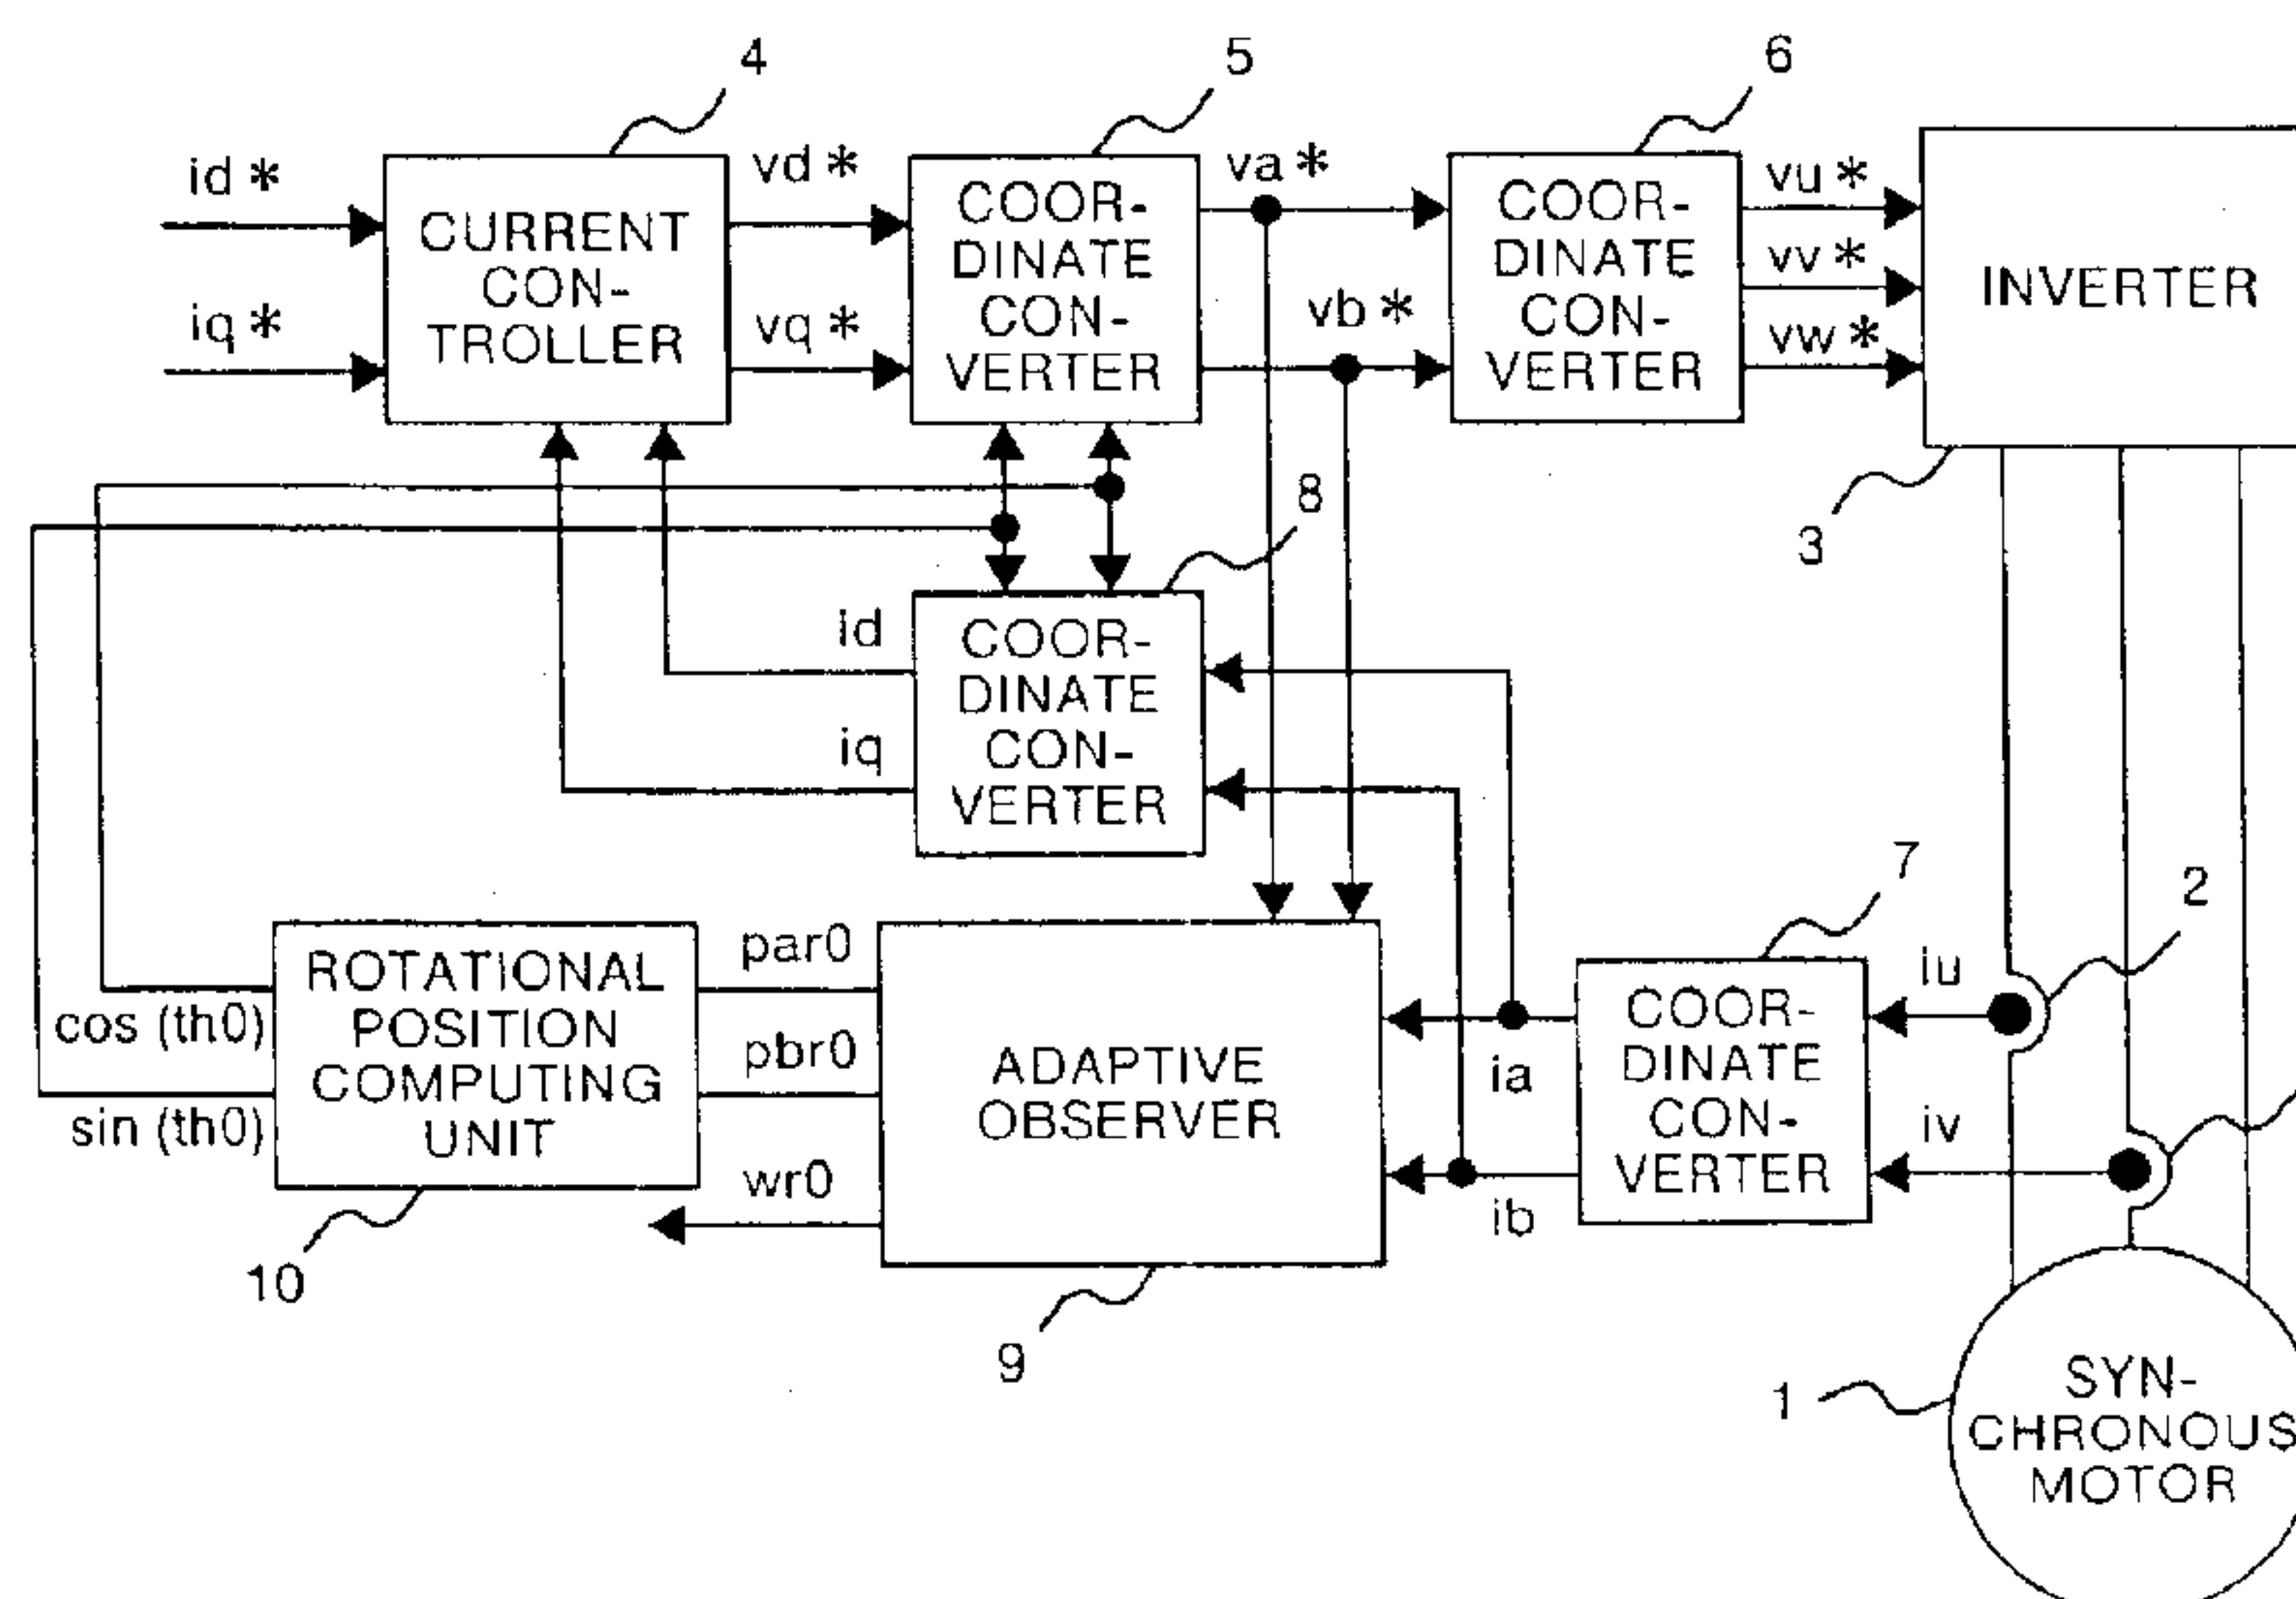 4
5
6
id *
CURRENT
CON-
TROLLER
iq *
vd *
vq *
COOR-
DINATE
CON-
VERTER
va *
vb *
COOR-
DINATE
CON-
VERTER
vu *
vv *
vw *
INVERTER
3
8
id
iq
COOR-
DINATE
CON-
VERTER
7
2
cos (th0)
sin (th0)
ROTATIONAL
POSITION
COMPUTING
UNIT
10
par0
pbr0
wr0
ADAPTIVE
OBSERVER
9
ia
ib
COOR-
DINATE
CON-
VERTER
iu
iv
1
SYN-
CHRONOUS
MOTOR